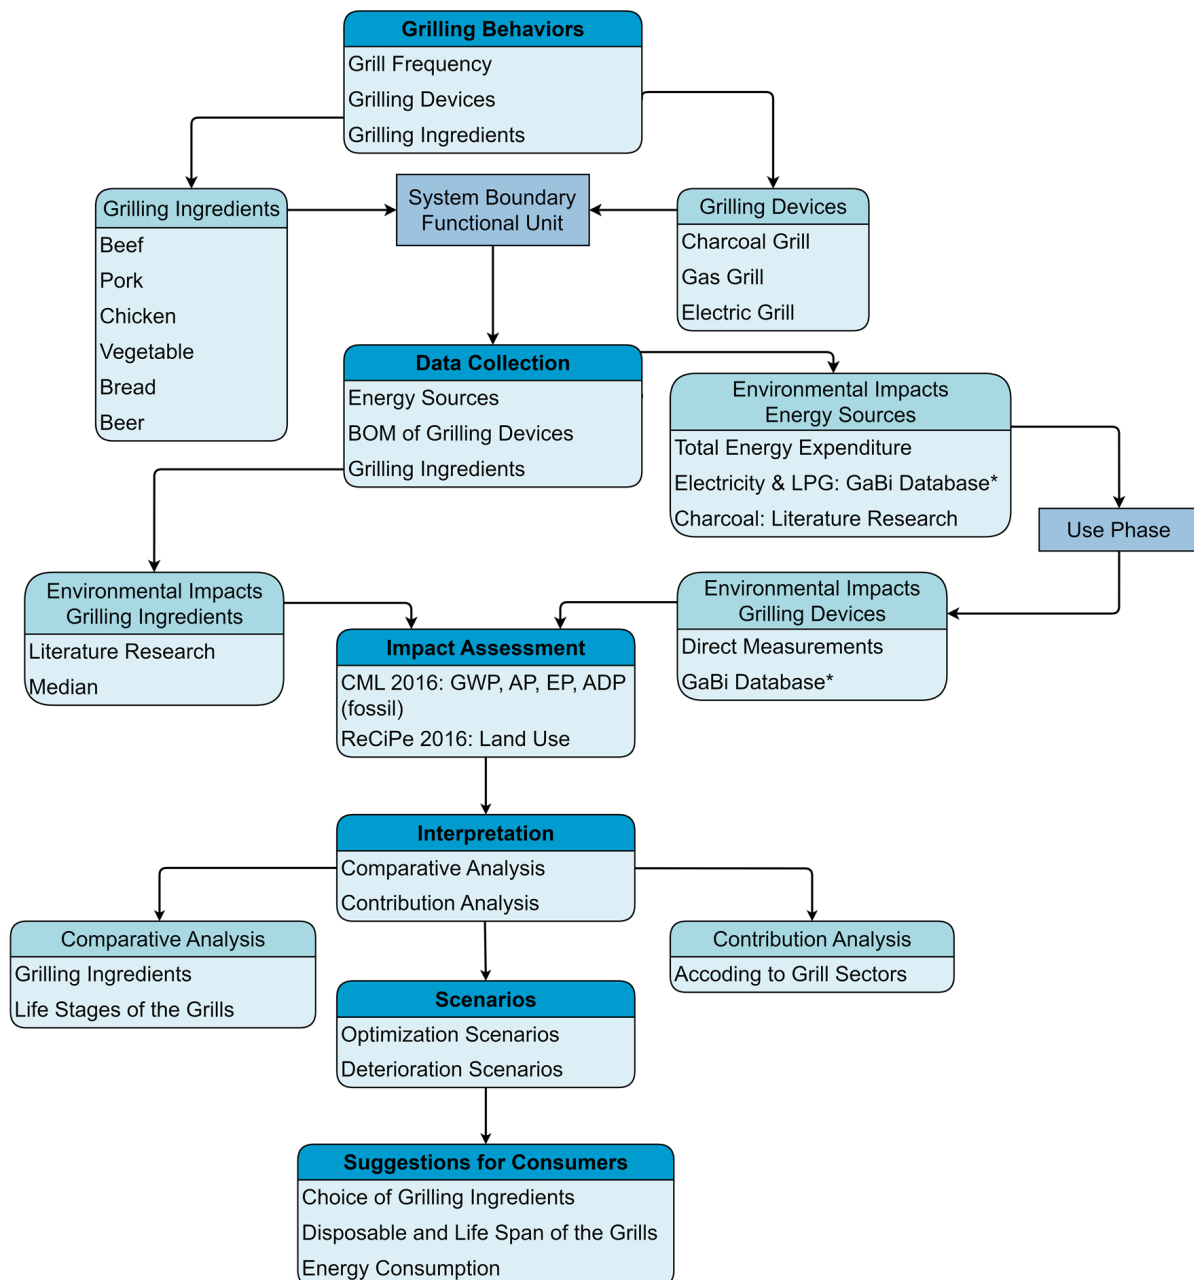 Grilling Behaviors
Grill Frequency
Grilling Devices
Grilling Ingredients
Grilling Ingredients
Beef
Pork
Chicken
Vegetable
Bread
Beer
System Boundary
Functional Unit
Grilling Devices
Charcoal Grill
Gas Grill
Electric Grill
Data Collection
Energy Sources
BOM of Grilling Devices
Grilling Ingredients
Environmental Impacts
Energy Sources
Total Energy Expenditure
Electricity & LPG: GaBi Database*
Charcoal: Literature Research
Use Phase
Environmental Impacts
Grilling Ingredients
Literature Research
Median
Environmental Impacts
Grilling Devices
Direct Measurements
GaBi Database*
Impact Assessment
CML 2016: GWP, AP, EP, ADP
(fossil)
ReCiPe 2016: Land Use
Interpretation
Comparative Analysis
Contribution Analysis
Comparative Analysis
Grilling Ingredients
Life Stages of the Grills
Contribution Analysis
Accoding to Grill Sectors
Scenarios
Optimization Scenarios
Deterioration Scenarios
Suggestions for Consumers
Choice of Grilling Ingredients
Disposable and Life Span of the Grills
Energy Consumption